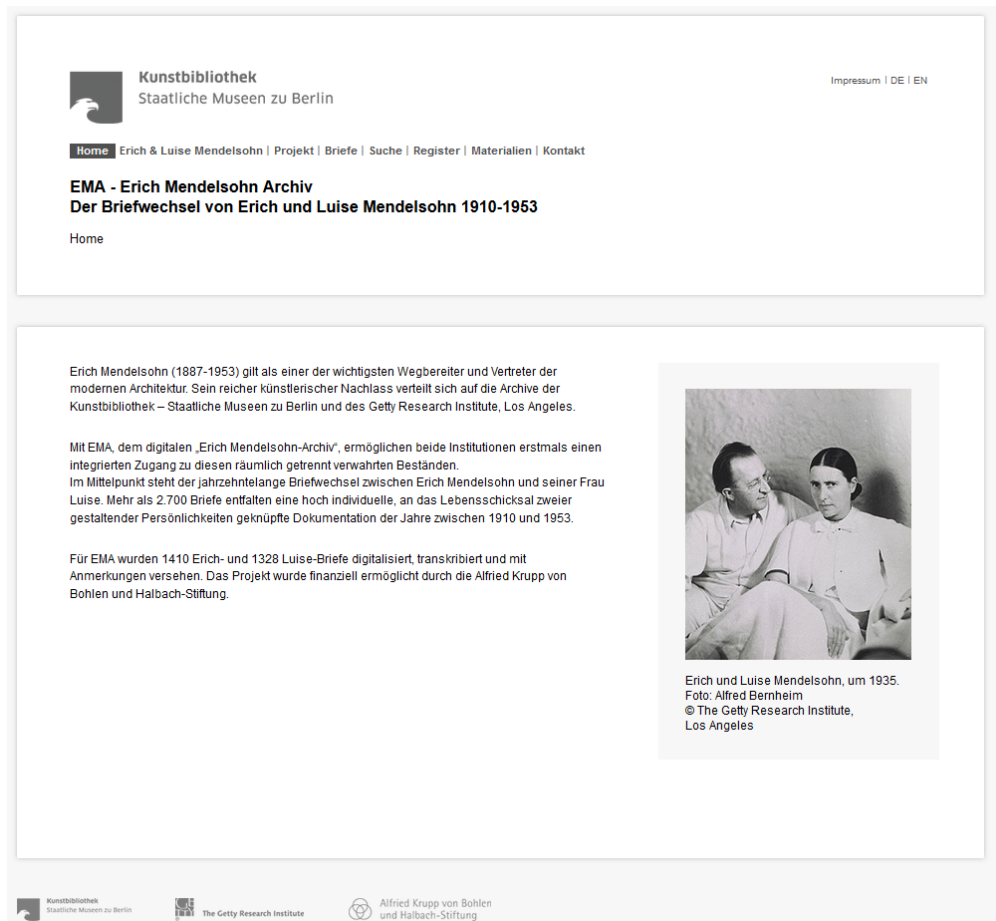 Kunstbibliothek
Staatliche Museen zu Berlin
Impressum | DE | EN
Home Erich & Luise Mendelsohn | Projekt | Briefe | Suche | Register | Materialien | Kontakt
EMA - Erich Mendelsohn Archiv
Der Briefwechsel von Erich und Luise Mendelsohn 1910-1953
Home
Erich Mendelsohn (1887-1953) gilt als einer der wichtigsten Wegbereiter und Vertreter der
modernen Architektur. Sein reicher künstlerischer Nachlass verteilt sich auf die Archive der
Kunstbibliothek – Staatliche Museen zu Berlin und des Getty Research Institute, Los Angeles.
Mit EMA, dem digitalen „Erich Mendelsohn-Archiv“, ermöglichen beide Institutionen erstmals einen
integrierten Zugang zu diesen räumlich getrennt verwahrten Beständen.
Im Mittelpunkt steht der jahrzehntelange Briefwechsel zwischen Erich Mendelsohn und seiner Frau
Luise. Mehr als 2.700 Briefe entfalten eine hoch individuelle, an das Lebensschicksal zweier
gestaltender Persönlichkeiten geknüpfte Dokumentation der Jahre zwischen 1910 und 1953.
Für EMA wurden 1410 Erich- und 1328 Luise-Briefe digitalisiert, transkribiert und mit
Anmerkungen versehen. Das Projekt wurde finanziell ermöglicht durch die Alfried Krupp von
Bohlen und Halbach-Stiftung.
Erich und Luise Mendelsohn, um 1935.
Foto: Alfred Bernheim
© The Getty Research Institute,
Los Angeles
Kunstbibliothek
Staatliche Museen zu Berlin
The Getty Research Institute
Alfried Krupp von Bohlen
und Halbach-Stiftung